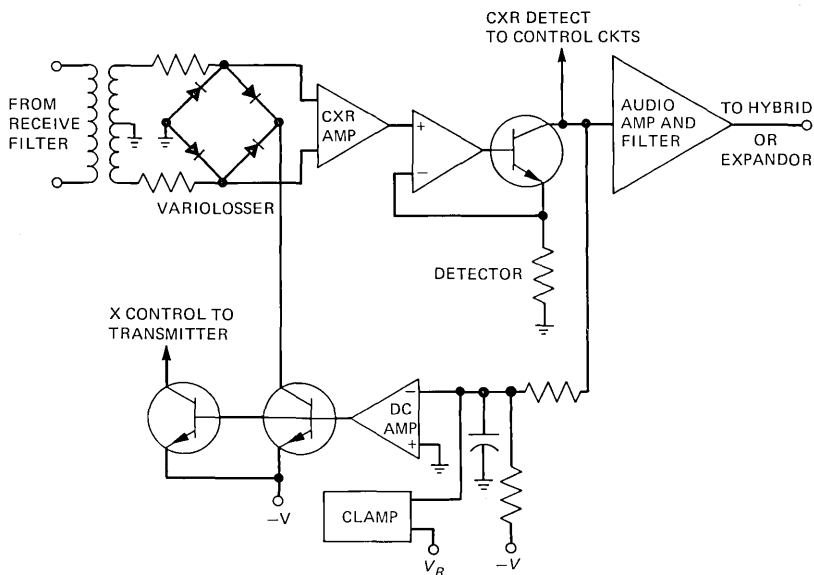 CXR DETECT
TO CONTROL CKTS
FROM
RECEIVE
FILTER
VARIOLOSSER
CXR
AMP
+
−
DETECTOR
AUDIO
AMP AND
FILTER
TO HYBRID
OR
EXPANDOR
X CONTROL TO
TRANSMITTER
−
DC
AMP
+
−V
CLAMP
V_R
−V